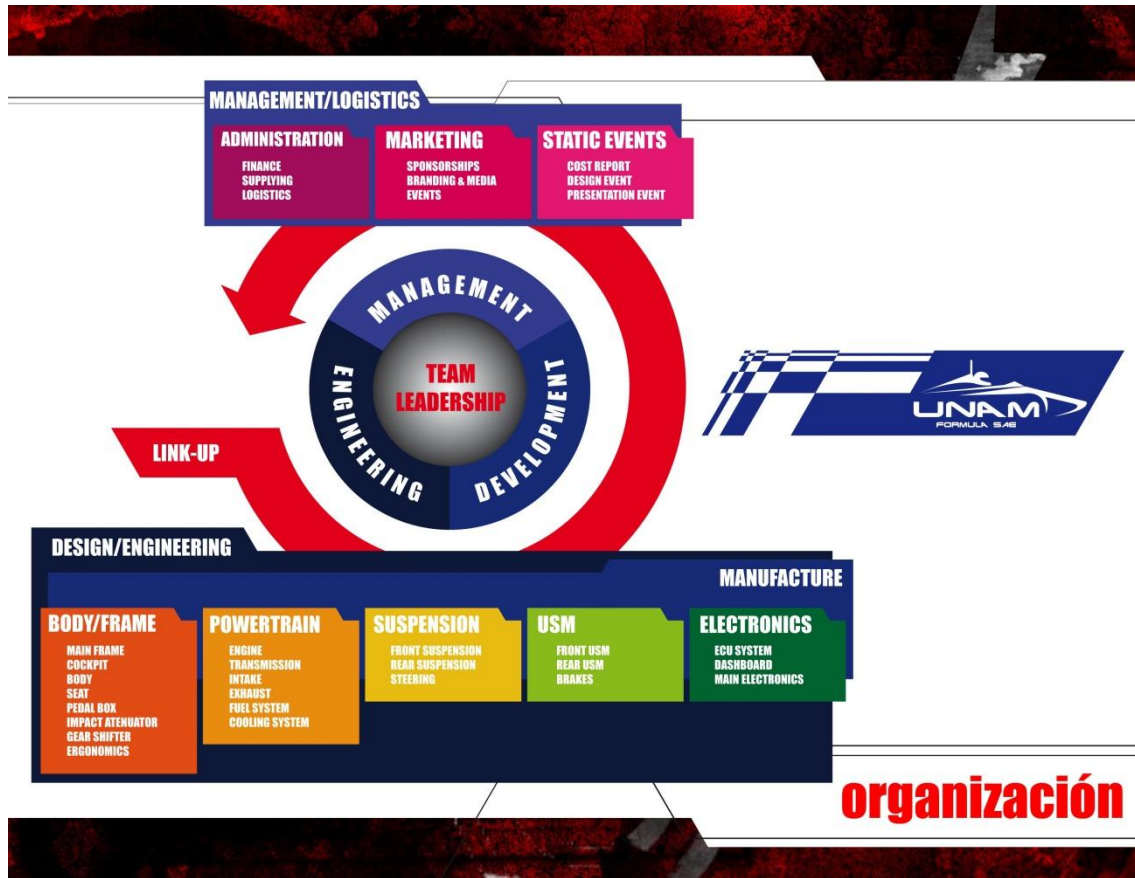 MANAGEMENT/LOGISTICS
ADMINISTRATION
FINANCE
SUPPLYING
LOGISTICS
MARKETING
SPONSORSHIPS
BRANDING & MEDIA
EVENTS
STATIC EVENTS
COST REPORT
DESIGN EVENT
PRESENTATION EVENT
MANAGEMENT
ENGINEERING
DEVELOPMENT
TEAM
LEADERSHIP
LINK-UP
UNAM
FORMULA SAE
DESIGN/ENGINEERING
MANUFACTURE
BODY/FRAME
MAIN FRAME
COCKPIT
BODY
SEAT
PEDAL BOX
IMPACT ATENUATOR
GEAR SHIFTER
ERGONOMICS
POWERTRAIN
ENGINE
TRANSMISSION
INTAKE
EXHAUST
FUEL SYSTEM
COOLING SYSTEM
SUSPENSION
FRONT SUSPENSION
REAR SUSPENSION
STEERING
USM
FRONT USM
REAR USM
BRAKES
ELECTRONICS
ECU SYSTEM
DASHBOARD
MAIN ELECTRONICS
organización